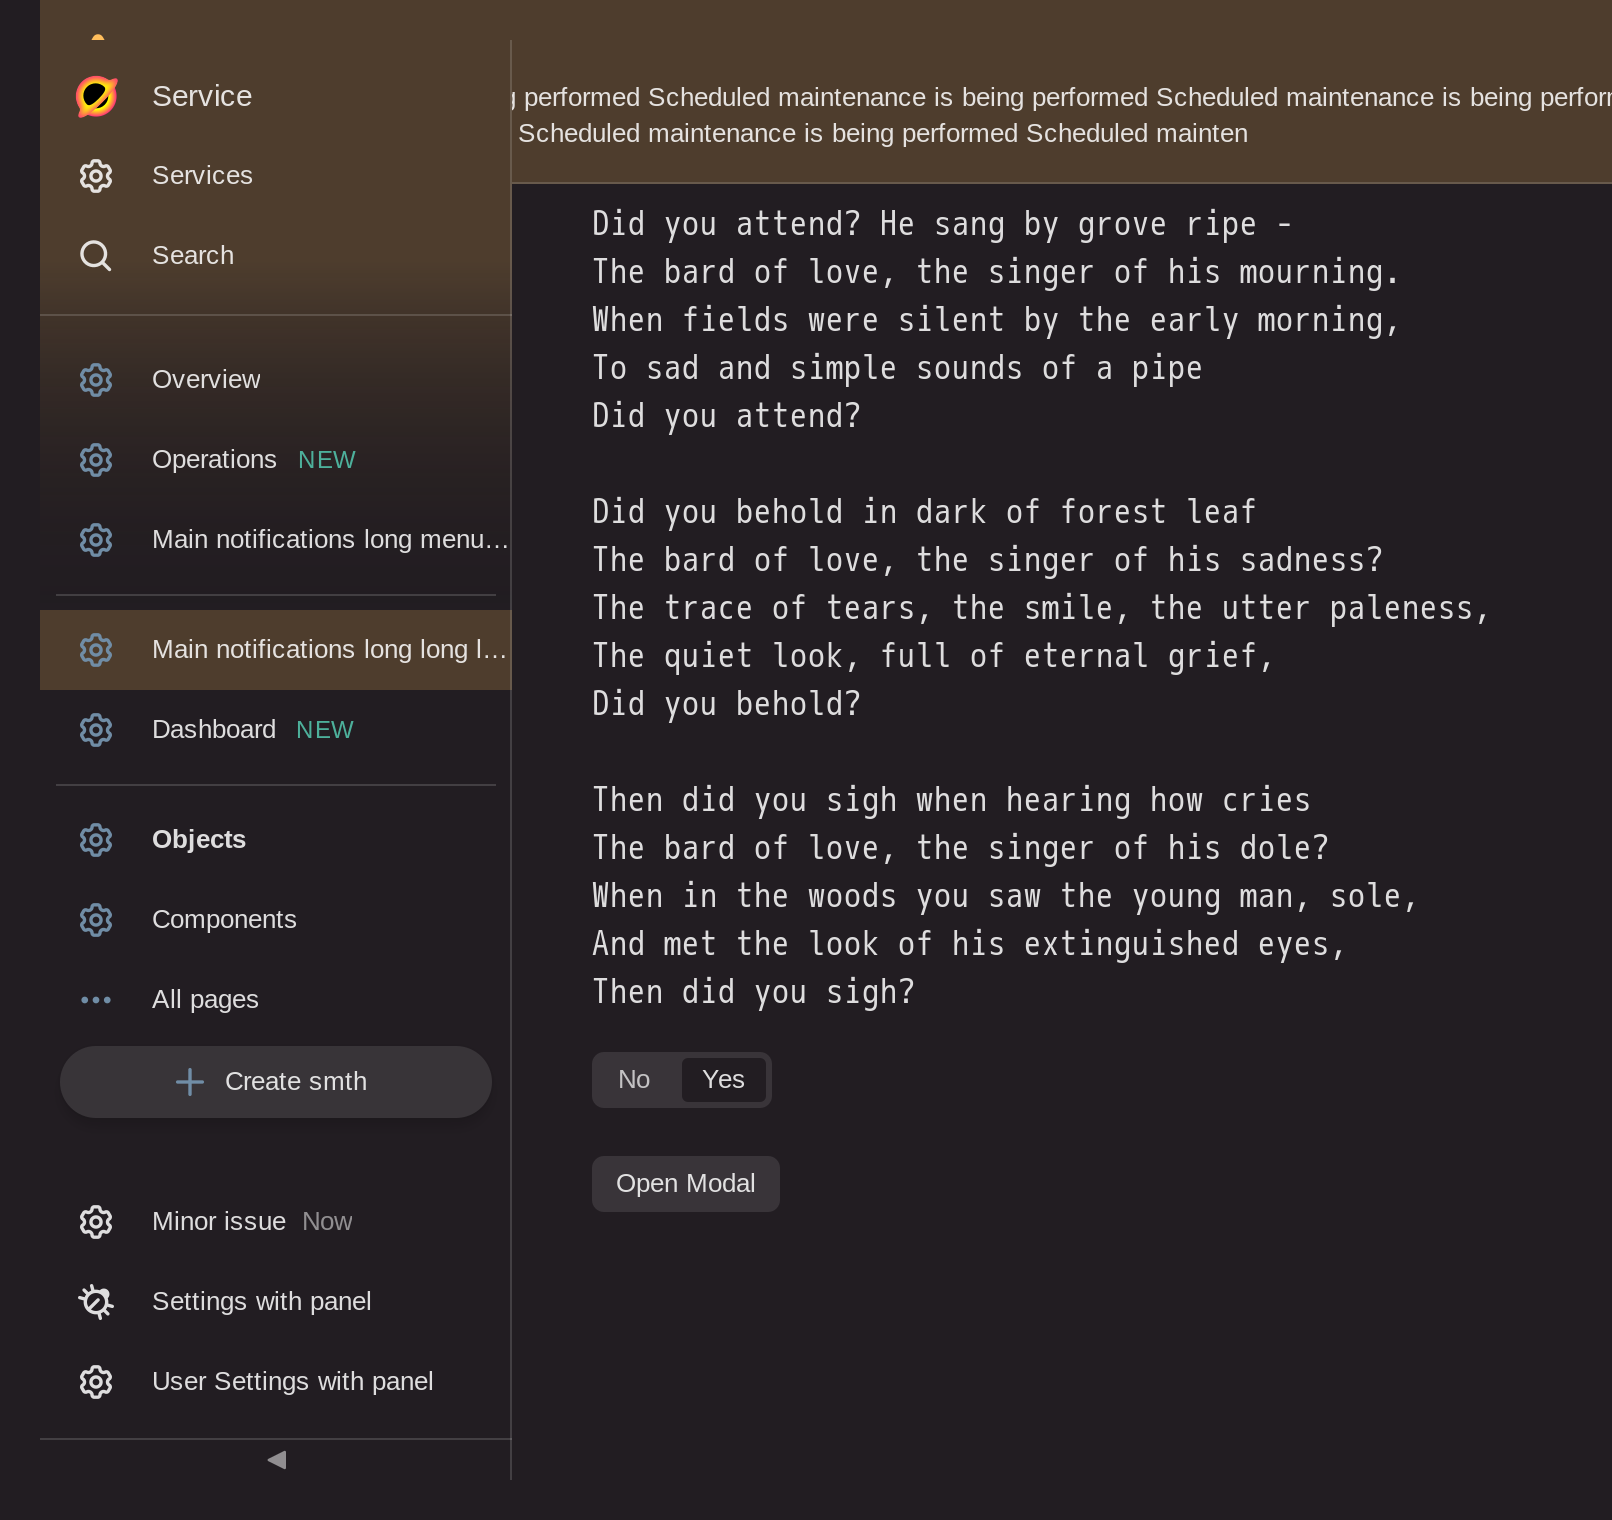 Service
performed Scheduled maintenance is being performed Scheduled maintenance is being
Scheduled maintenance is being performed Scheduled mainten
Services
Search
Overview
Operations NEW
Main notifications long menu…
Main notifications long long l…
Dashboard NEW
Objects
Components
All pages
Create smth
Minor issue Now
Settings with panel
User Settings with panel
Did you attend? He sang by grove ripe -
The bard of love, the singer of his mourning.
When fields were silent by the early morning,
To sad and simple sounds of a pipe
Did you attend?
Did you behold in dark of forest leaf
The bard of love, the singer of his sadness?
The trace of tears, the smile, the utter paleness,
The quiet look, full of eternal grief,
Did you behold?
Then did you sigh when hearing how cries
The bard of love, the singer of his dole?
When in the woods you saw the young man, sole,
And met the look of his extinguished eyes,
Then did you sigh?
No Yes
Open Modal